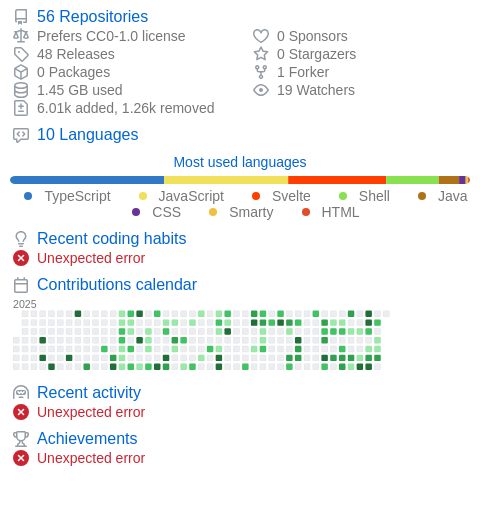 56 Repositories
Prefers CC0-1.0 license
0 Sponsors
48 Releases
0 Stargazers
0 Packages
1 Forker
1.45 GB used
19 Watchers
6.01k added, 1.26k removed
10 Languages
Most used languages
TypeScript JavaScript Svelte Shell Java
CSS Smarty HTML
Recent coding habits
Unexpected error
Contributions calendar
2025
Recent activity
Unexpected error
Achievements
Unexpected error